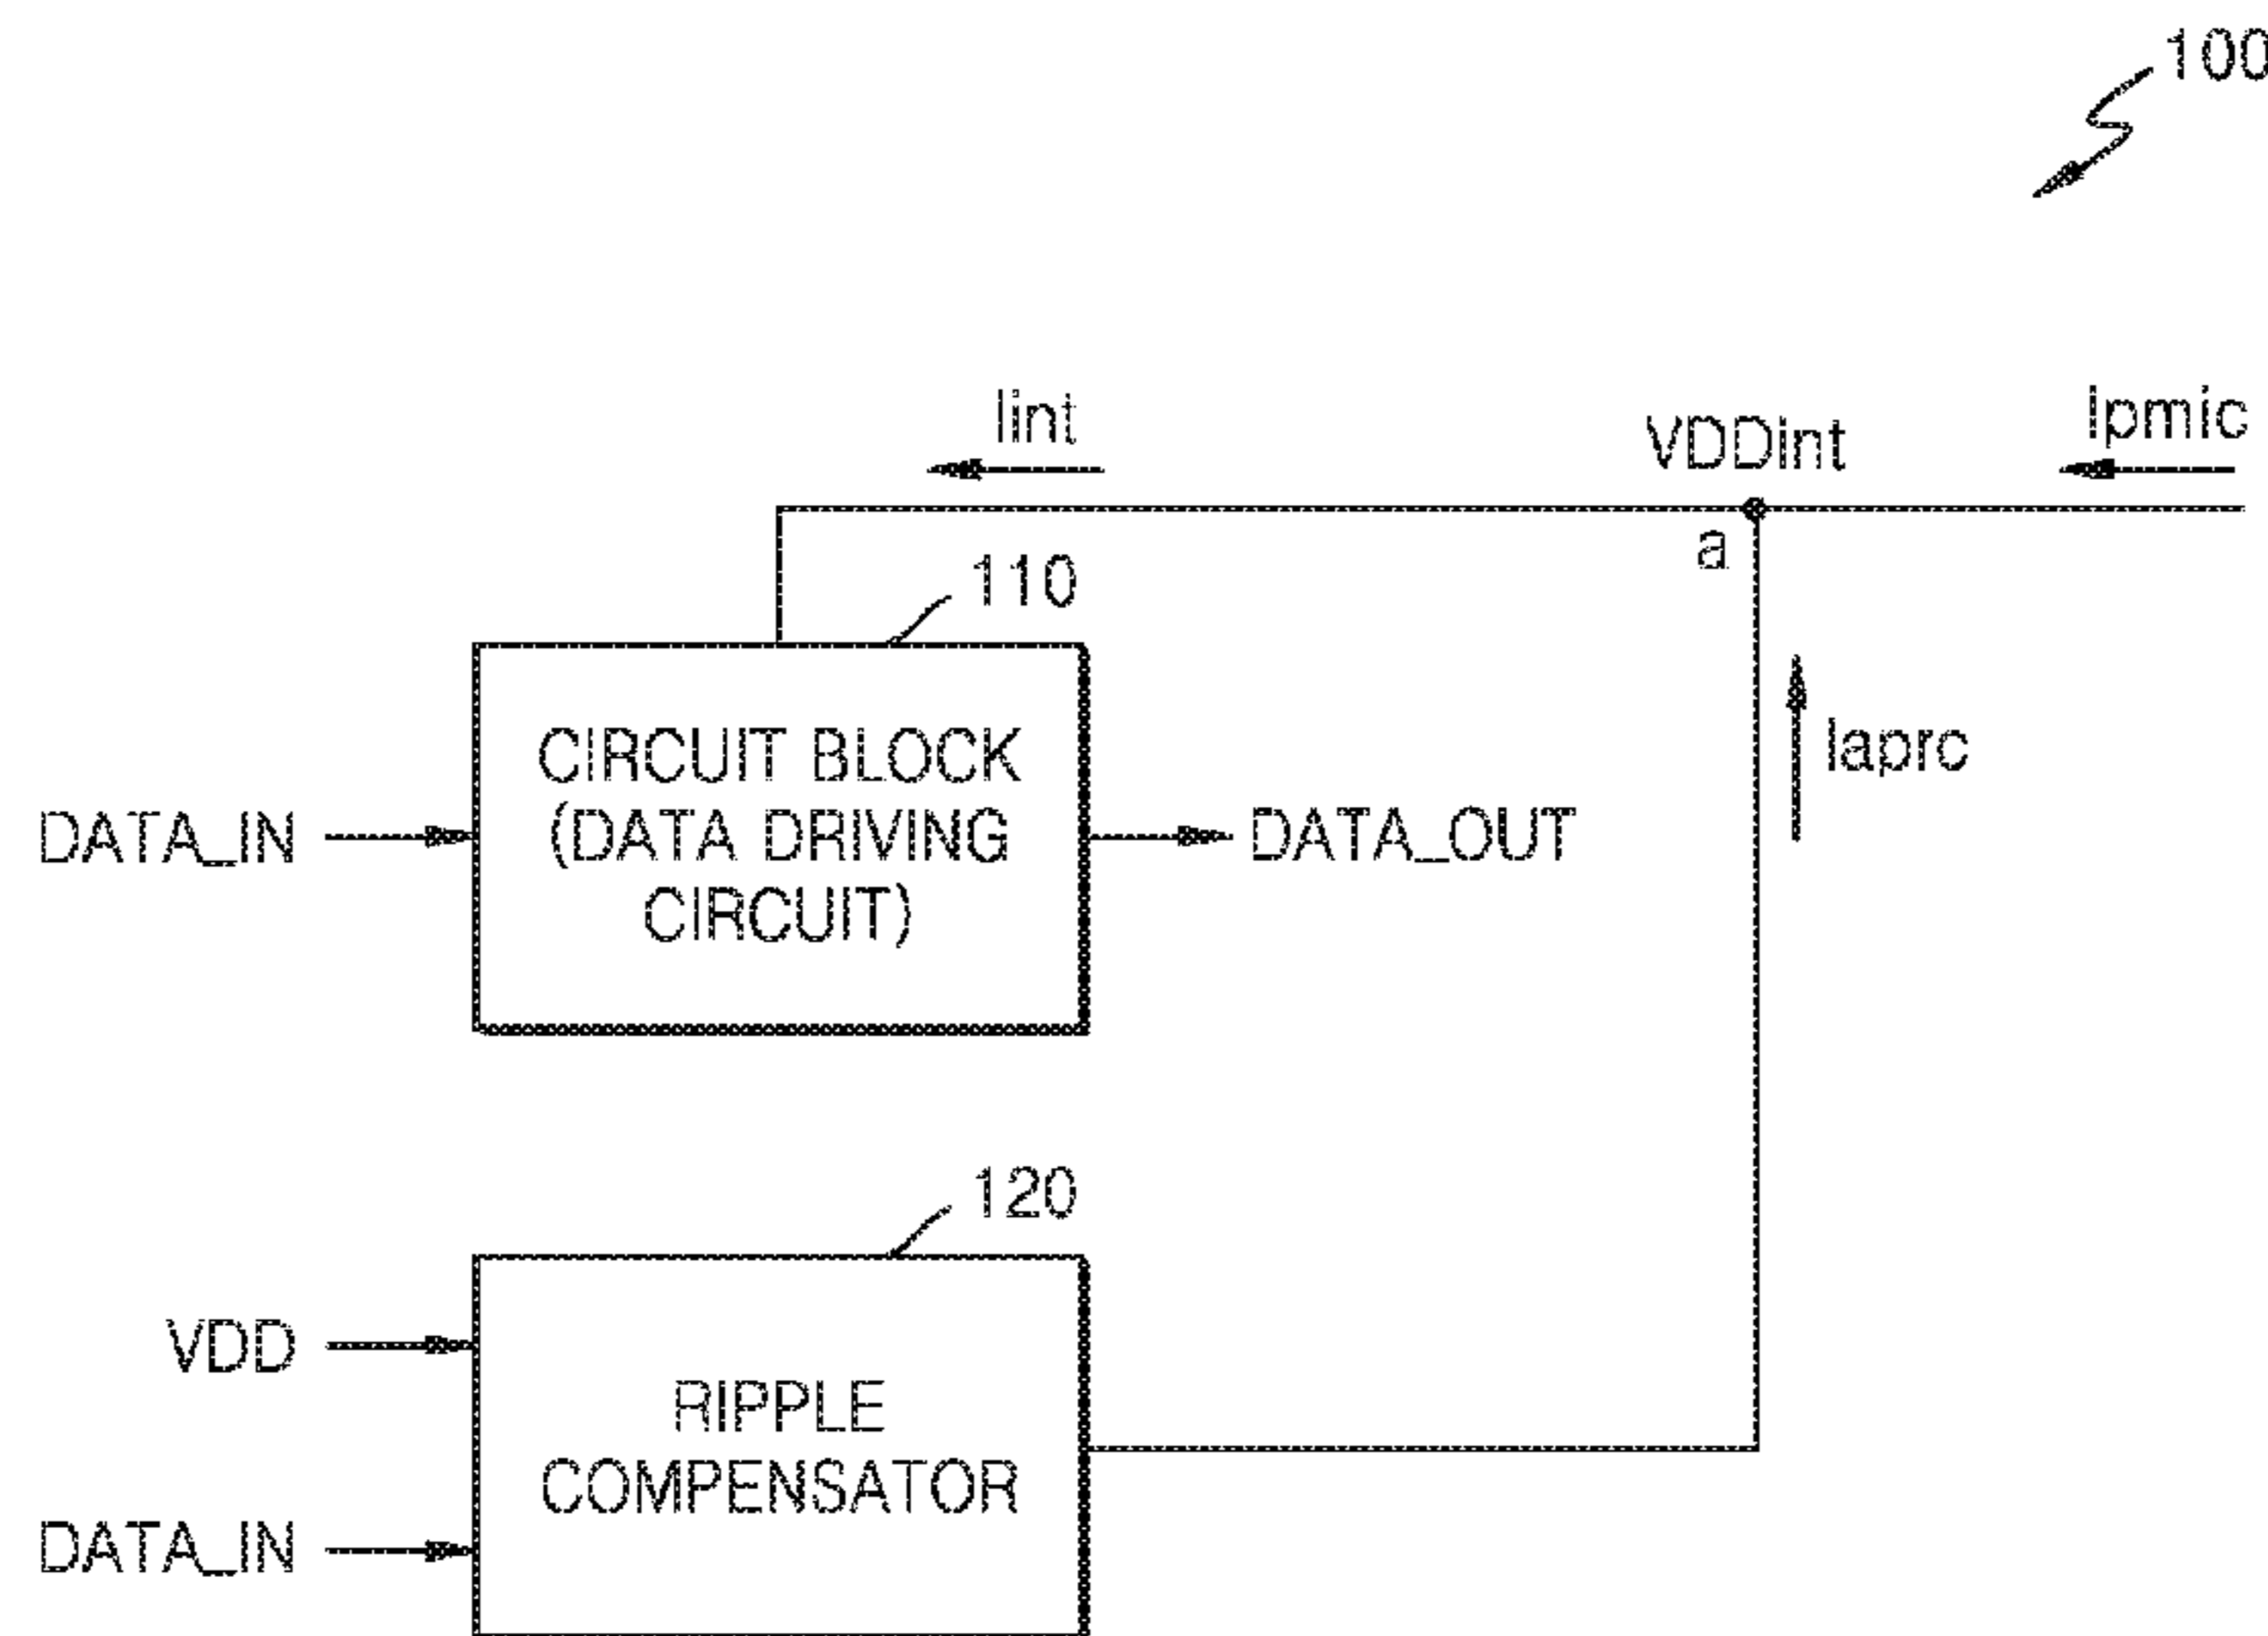 100
Iint
VDDint
Ipmic
a
110
CIRCUIT BLOCK
(DATA DRIVING
CIRCUIT)
Iaprc
DATA_IN
DATA_OUT
120
VDD
RIPPLE
COMPENSATOR
DATA_IN